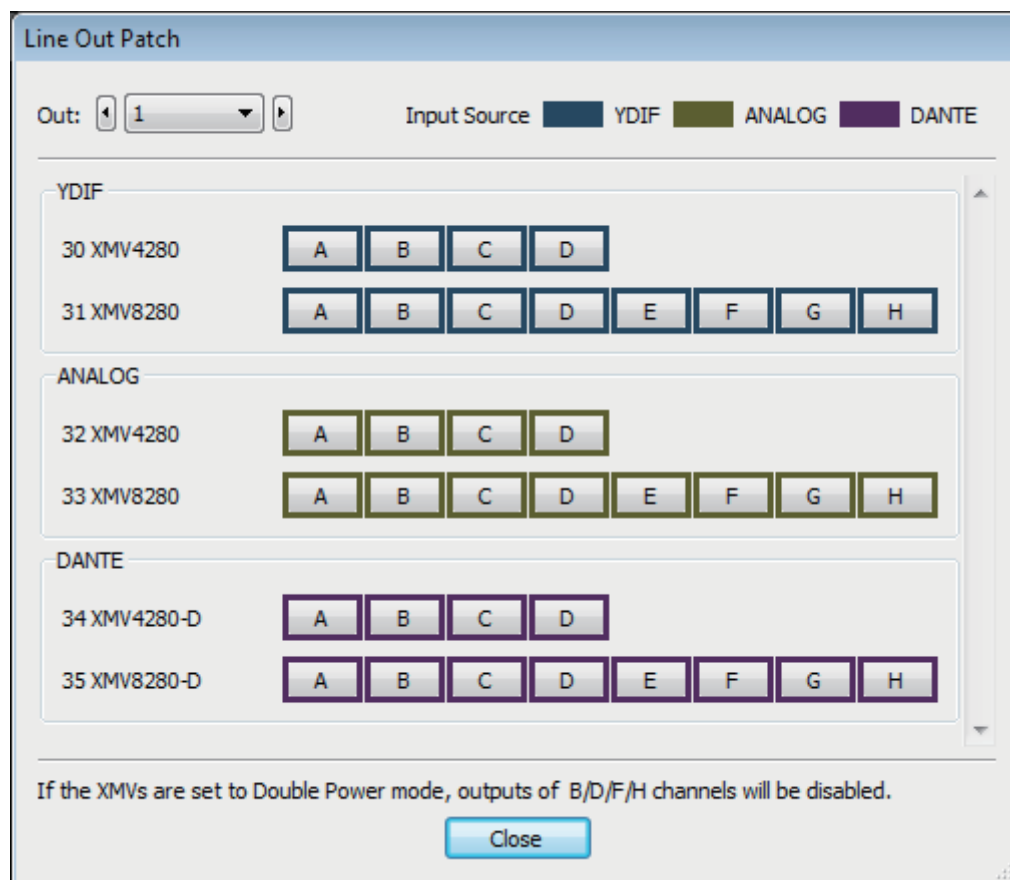 Line Out Patch
Out: 1 Input Source YDIF ANALOG DANTE
YDIF
30 XMV4280 A B C D
31 XMV8280 A B C D E F G H
ANALOG
32 XMV4280 A B C D
33 XMV8280 A B C D E F G H
DANTE
34 XMV4280-D A B C D
35 XMV8280-D A B C D E F G H
If the XMVs are set to Double Power mode, outputs of B/D/F/H channels will be disabled.
Close